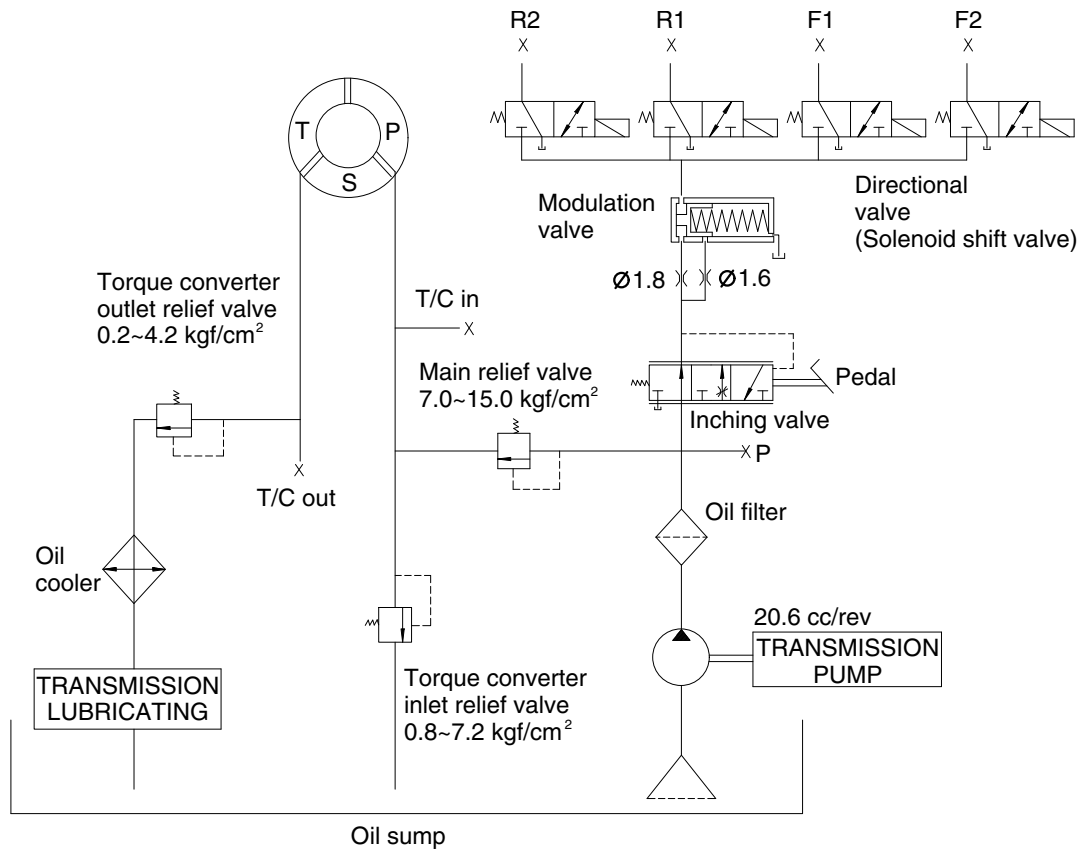 R2
R1
F1
F2
T
P
S
Modulation
valve
Directional
valve
(Solenoid shift valve)
Ø1.8
Ø1.6
Torque converter
outlet relief valve
0.2~4.2 kgf/cm²
T/C in
Main relief valve
7.0~15.0 kgf/cm²
Pedal
Inching valve
P
T/C out
Oil filter
Oil
cooler
20.6 cc/rev
TRANSMISSION
PUMP
TRANSMISSION
LUBRICATING
Torque converter
inlet relief valve
0.8~7.2 kgf/cm²
Oil sump